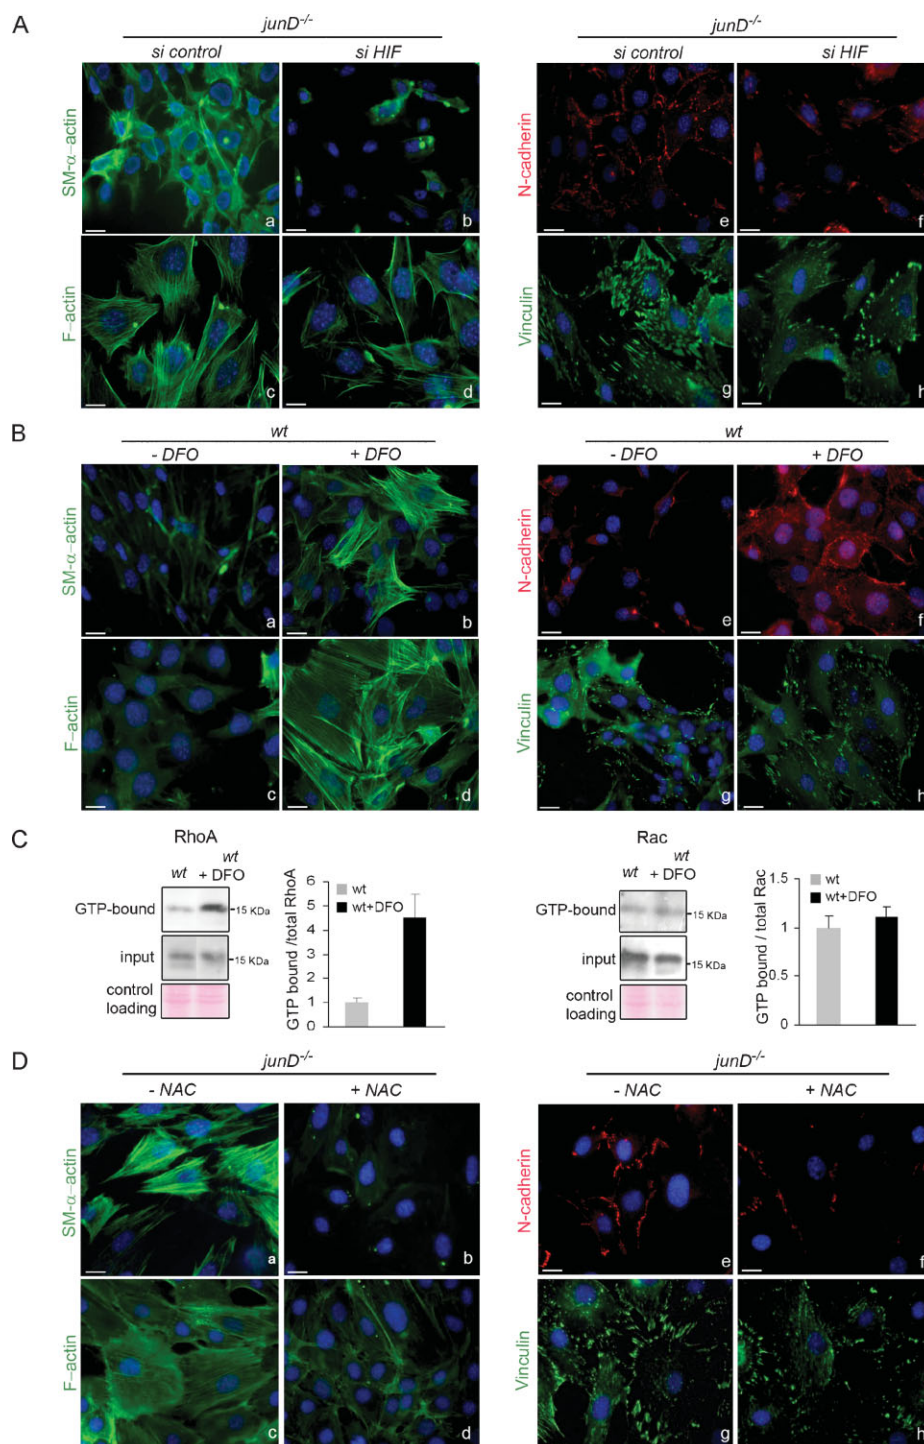 A
junD-/-
si control si HIF
junD-/-
si control si HIF
SM-α-actin
a
b
N-cadherin
e
f
F-actin
c
d
Vinculin
g
h
B
wt
- DFO + DFO
wt
- DFO + DFO
SM-α-actin
a
b
N-cadherin
e
f
F-actin
c
d
Vinculin
g
h
C
RhoA
wt
wt + DFO
GTP-bound
15 KDa
input
15 KDa
control loading
GTP bound /total RhoA
6
5
4
3
2
1
0
wt
wt+DFO
Rac
wt
wt + DFO
GTP-bound
15 KDa
input
15 KDa
control loading
GTP bound / total Rac
1.5
1
0.5
0
wt
wt+DFO
D
junD-/-
- NAC + NAC
junD-/-
- NAC + NAC
SM-α-actin
a
b
N-cadherin
e
f
F-actin
c
d
Vinculin
g
h